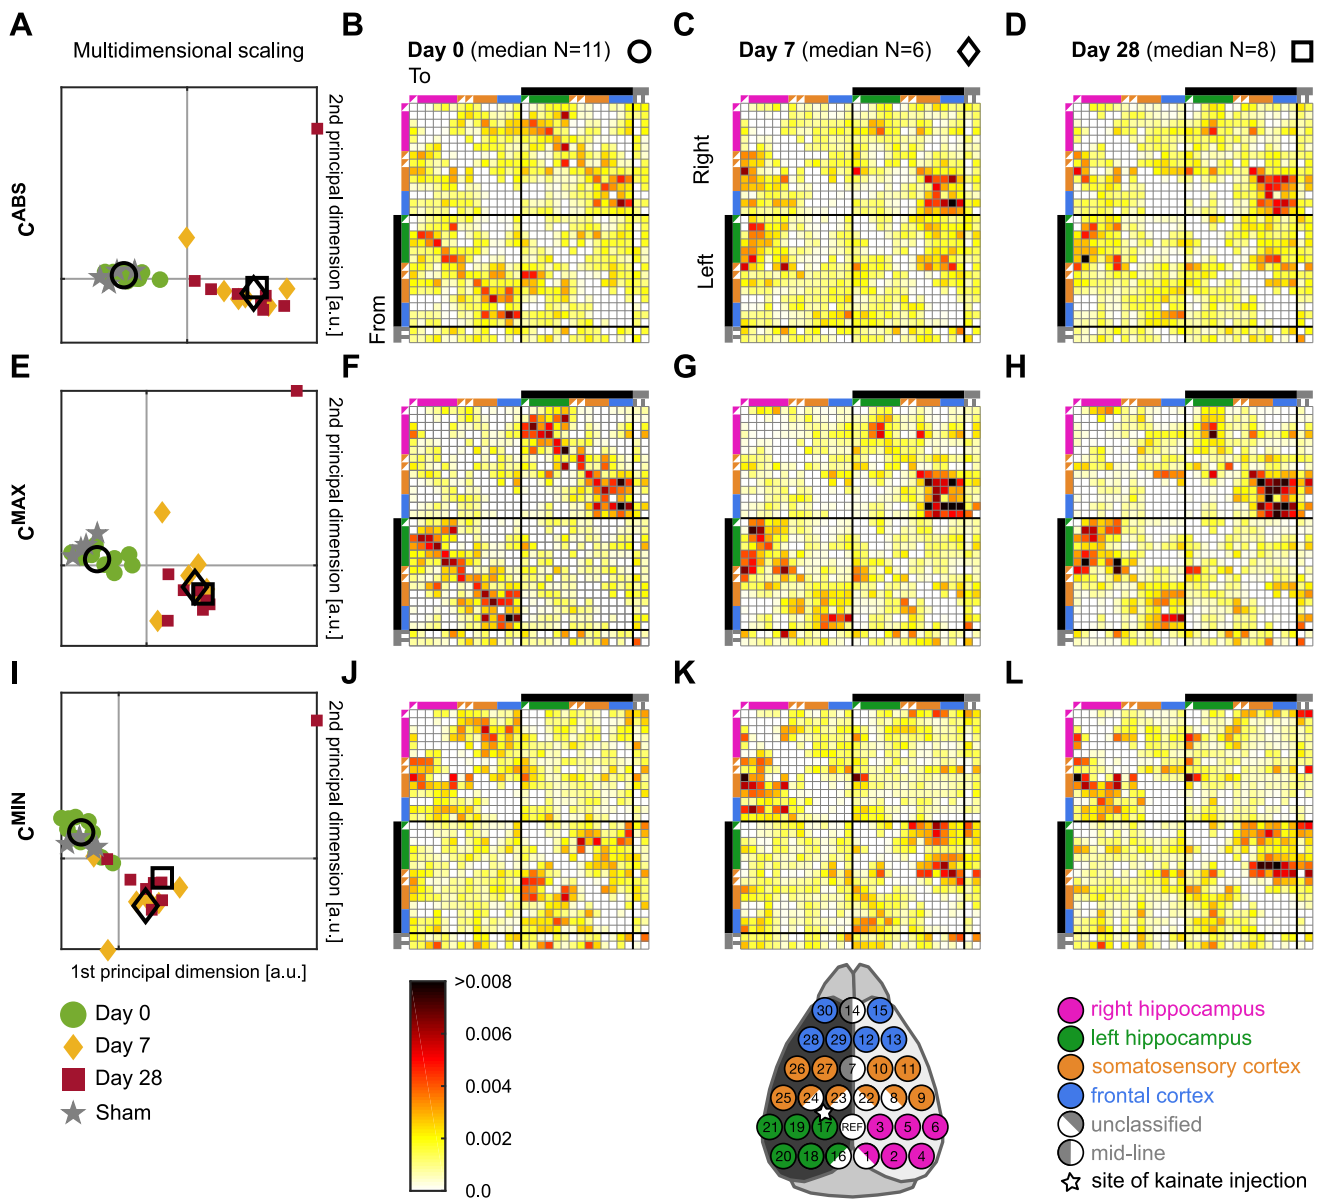 A
Multidimensional scaling
B
Day 0 (median N=11)
To
C
Day 7 (median N=6)
D
Day 28 (median N=8)
C^ABS
2nd principal dimension [a.u.]
From
Right
Left
E
C^MAX
2nd principal dimension [a.u.]
F
G
H
I
C^MIN
2nd principal dimension [a.u.]
J
K
L
1st principal dimension [a.u.]
Day 0
Day 7
Day 28
Sham
>0.008
0.006
0.004
0.002
0.0
30 14 15
28 29 12 13
26 27 7 10 11
25 24 23 22 8 9
21 19 17 REF 3 5 6
20 18 16 1 2 4
right hippocampus
left hippocampus
somatosensory cortex
frontal cortex
unclassified
mid-line
site of kainate injection